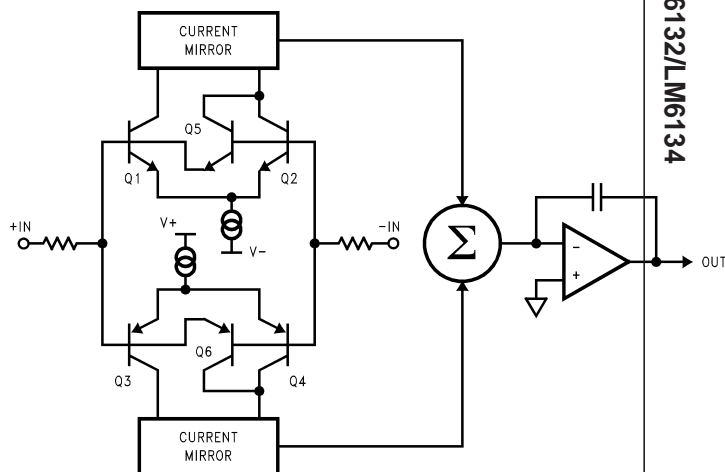 CURRENT
MIRROR
Q5
Q1
Q2
+IN
V+
V-
-IN
Σ
-
+
OUT
Q6
Q3
Q4
CURRENT
MIRROR
6132/LM6134